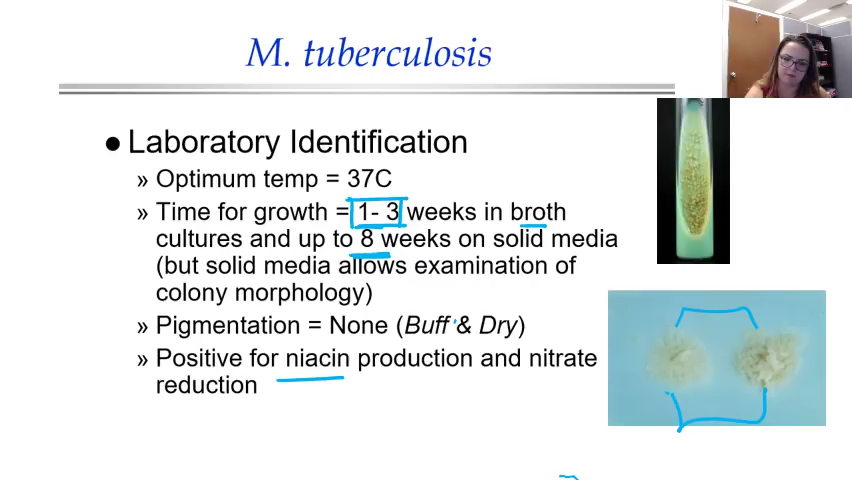 M. tuberculosis
● Laboratory Identification
» Optimum temp = 37C
» Time for growth = 1- 3 weeks in broth
cultures and up to 8 weeks on solid media
(but solid media allows examination of
colony morphology)
» Pigmentation = None (Buff & Dry)
» Positive for niacin production and nitrate
reduction